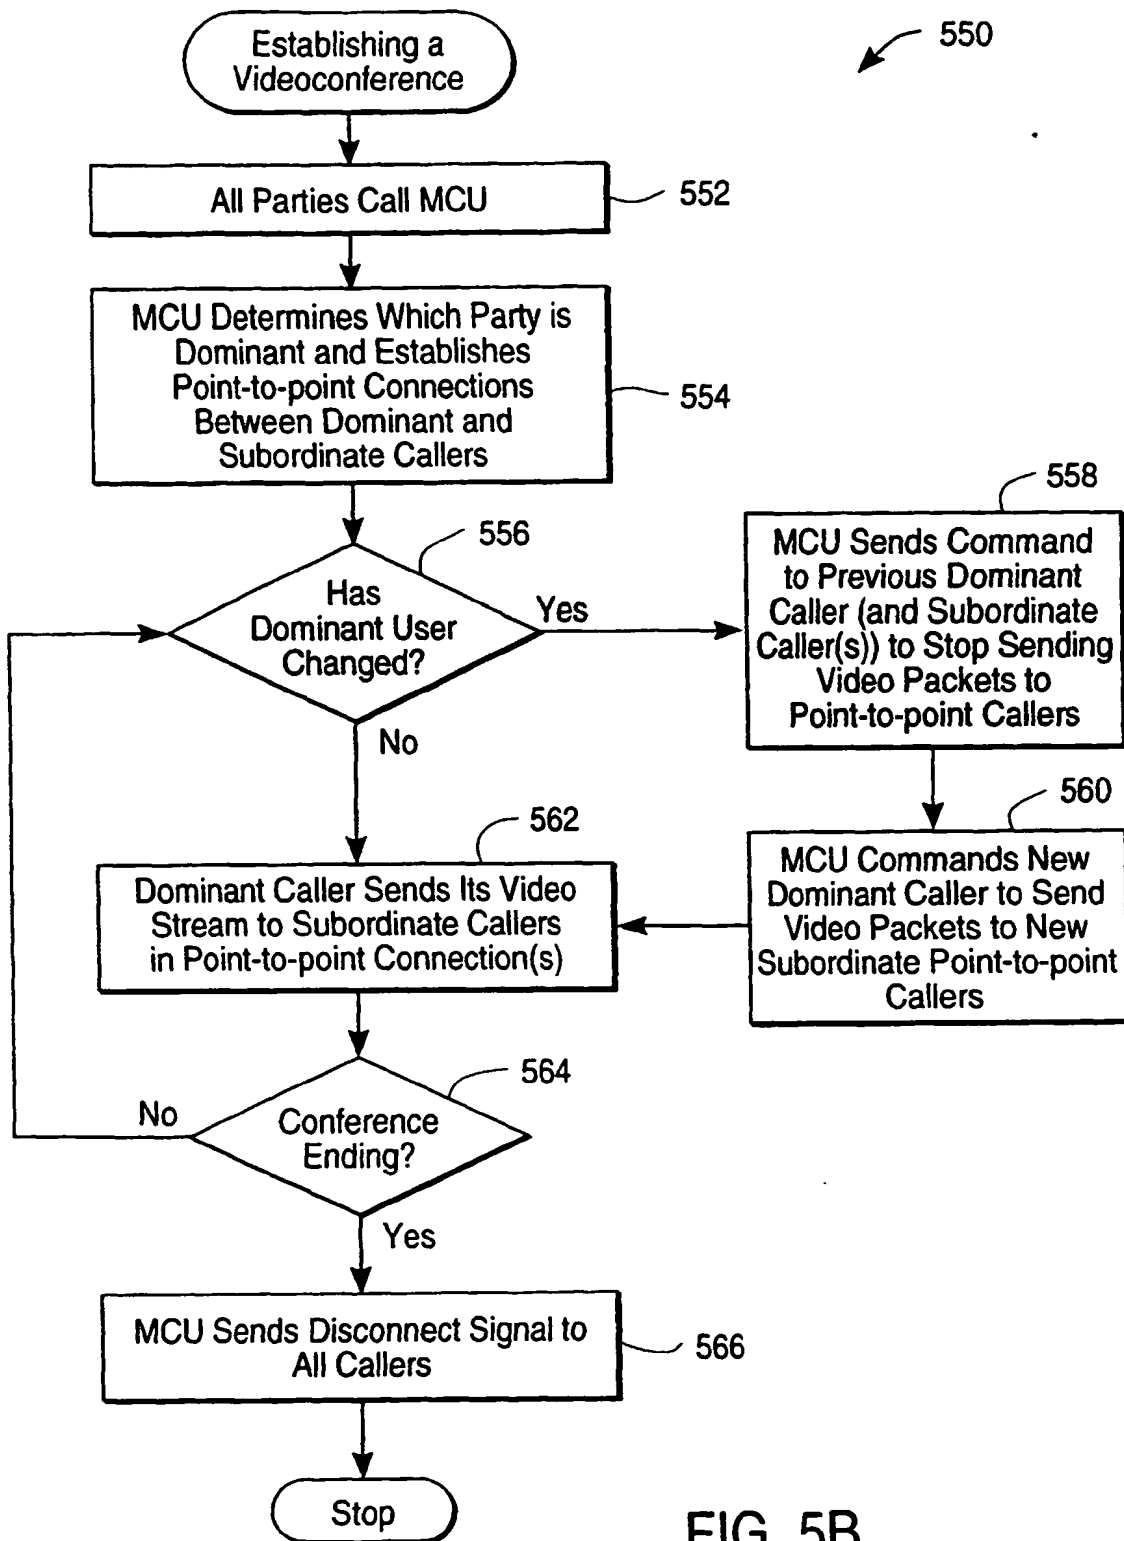 Establishing a
Videoconference
550
All Parties Call MCU
552
MCU Determines Which Party is
Dominant and Establishes
Point-to-point Connections
Between Dominant and
Subordinate Callers
554
556
Has
Dominant User
Changed?
Yes
No
558
MCU Sends Command
to Previous Dominant
Caller (and Subordinate
Caller(s)) to Stop Sending
Video Packets to
Point-to-point Callers
560
MCU Commands New
Dominant Caller to Send
Video Packets to New
Subordinate Point-to-point
Callers
562
Dominant Caller Sends Its Video
Stream to Subordinate Callers
in Point-to-point Connection(s)
564
Conference
Ending?
No
Yes
MCU Sends Disconnect Signal to
All Callers
566
Stop
FIG. 5B